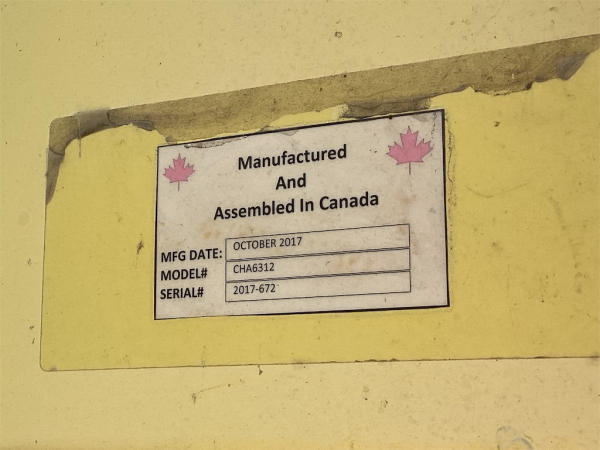 Manufactured
And
Assembled In Canada
MFG DATE: OCTOBER 2017
MODEL# CHA6312
SERIAL# 2017-672